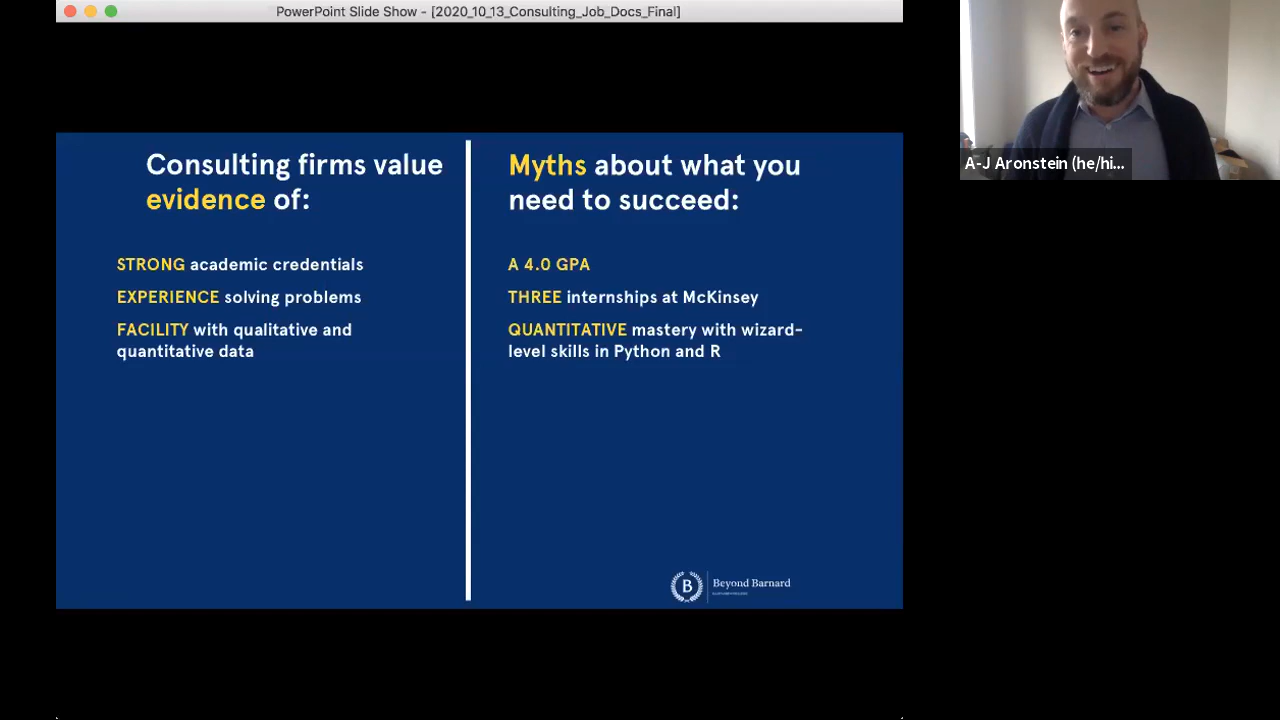 PowerPoint Slide Show - [2020_10_13_Consulting_Job_Docs_Final]
Consulting firms value
evidence of:
STRONG academic credentials
EXPERIENCE solving problems
FACILITY with qualitative and
quantitative data
Myths about what you
need to succeed:
A 4.0 GPA
THREE internships at McKinsey
QUANTITATIVE mastery with wizard-
level skills in Python and R
B
Beyond Barnard
A-J Aronstein (he/hi...